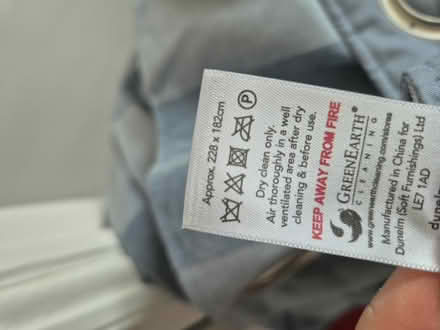 Approx. 228 x 182cm
P
Dry clean only.
Air thoroughly in a well
ventilated area after dry
cleaning & before use.
KEEP AWAY FROM FIRE
GREENEARTH®
CLEANING
www.greenearthcleaning.com/stores
Manufactured in China for
Dunelm (Soft Furnishings) Ltd
LE7 1AD